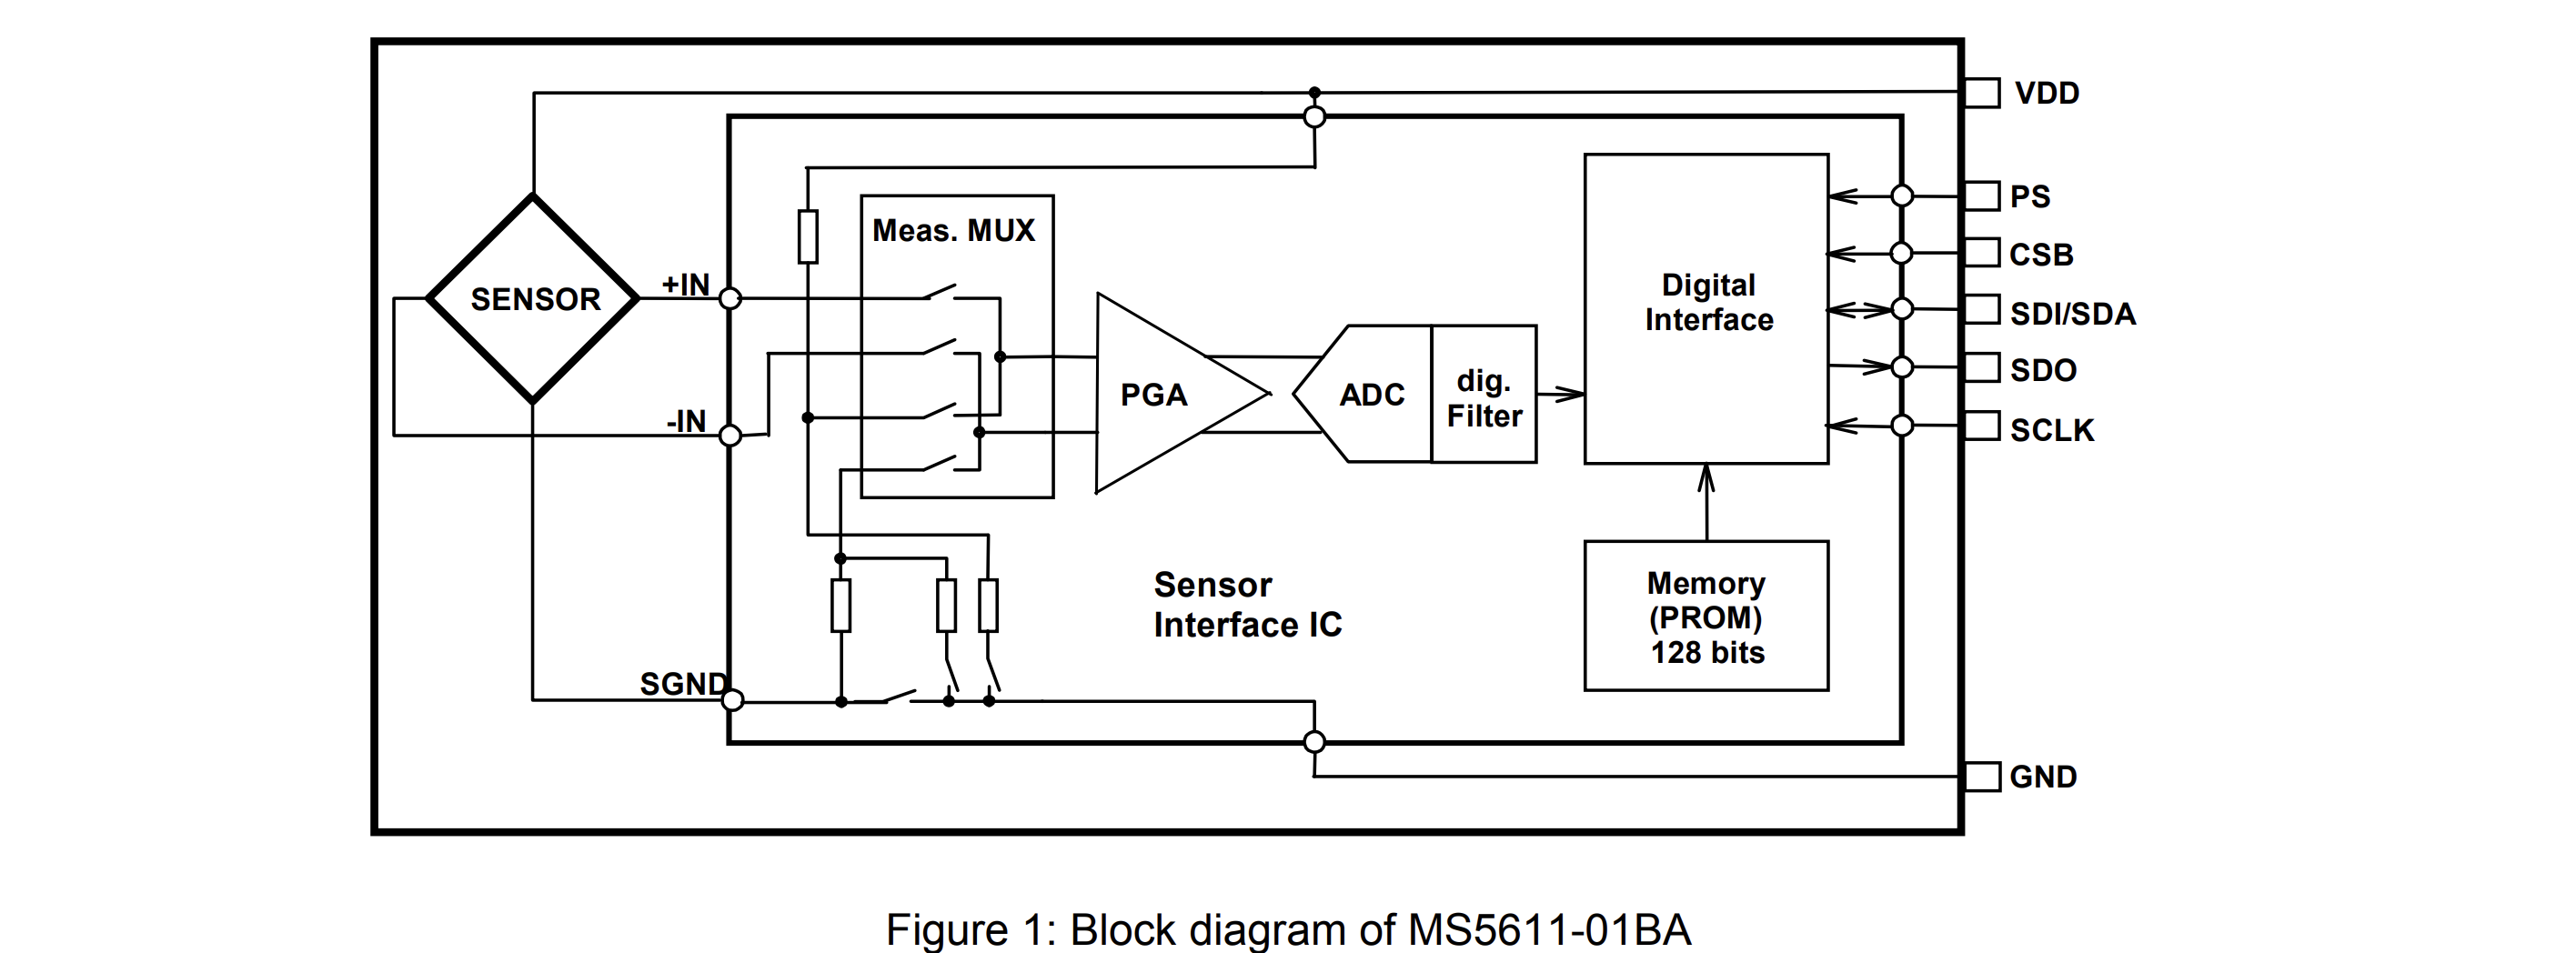 VDD
PS
Meas. MUX
CSB
+IN
SENSOR
Digital
Interface
SDI/SDA
SDO
PGA
ADC
dig.
Filter
-IN
SCLK
Sensor
Interface IC
Memory
(PROM)
128 bits
SGND
GND
Figure 1: Block diagram of MS5611-01BA